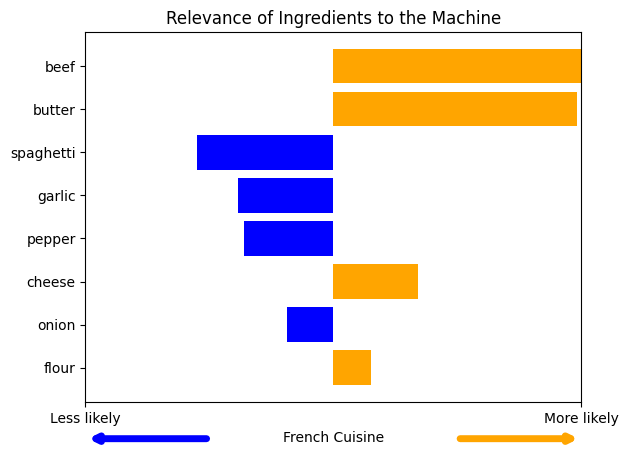 Relevance of Ingredients to the Machine
beef
butter
spaghetti
garlic
pepper
cheese
onion
flour
Less likely
More likely
French Cuisine